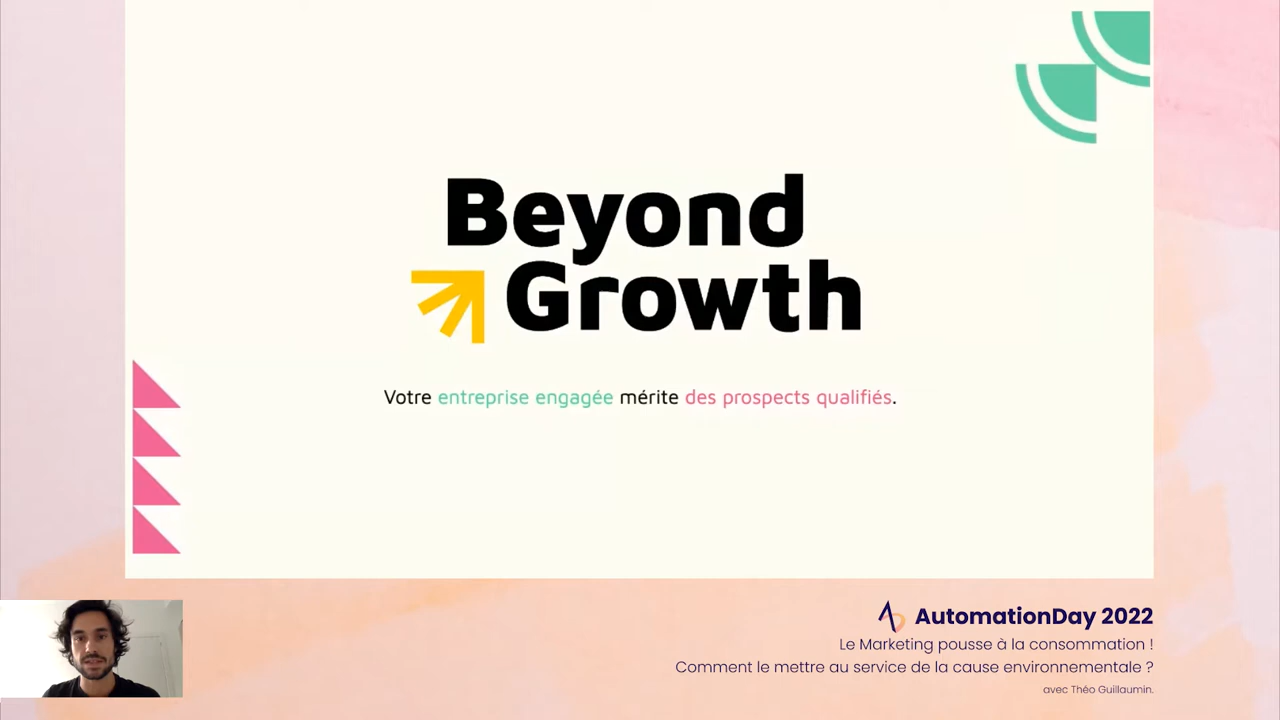 Beyond
Growth
Votre entreprise engagée mérite des prospects qualifiés.
AutomationDay 2022
Le Marketing pousse à la consommation !
Comment le mettre au service de la cause environnementale ?
avec Théo Guillaumin.